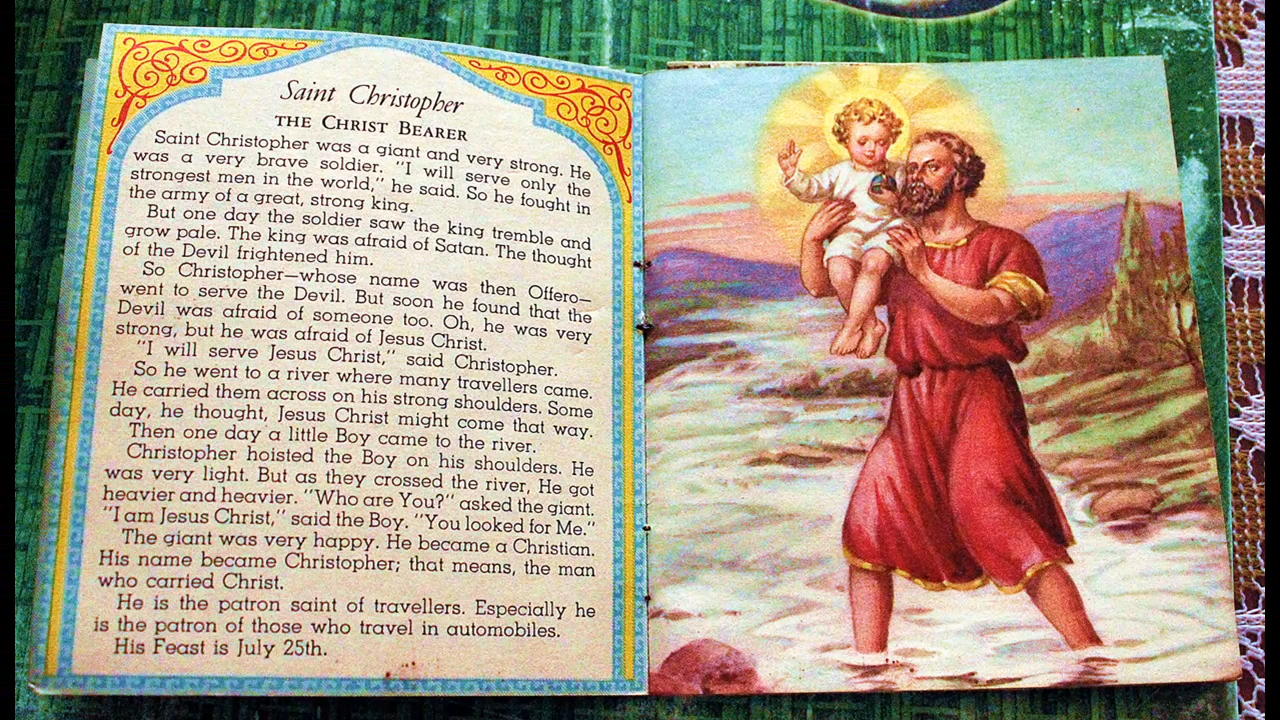 Saint Christopher
THE CHRIST BEARER
Saint Christopher was a giant and very strong. He
was a very brave soldier. "I will serve only the
strongest men in the world," he said. So he fought in
the army of a great, strong king.
But one day the soldier saw the king tremble and
grow pale. The king was afraid of Satan. The thought
of the Devil frightened him.
So Christopher—whose name was then Offero—
went to serve the Devil. But soon he found that the
Devil was afraid of someone too. Oh, he was very
strong, but he was afraid of Jesus Christ.
"I will serve Jesus Christ," said Christopher.
So he went to a river where many travellers came.
He carried them across on his strong shoulders. Some
day, he thought, Jesus Christ might come that way.
Then one day a little Boy came to the river.
Christopher hoisted the Boy on his shoulders. He
was very light. But as they crossed the river, He got
heavier and heavier. "Who are You?" asked the giant.
"I am Jesus Christ," said the Boy. "You looked for Me."
The giant was very happy. He became a Christian.
His name became Christopher; that means, the man
who carried Christ.
He is the patron saint of travellers. Especially he
is the patron of those who travel in automobiles.
His Feast is July 25th.